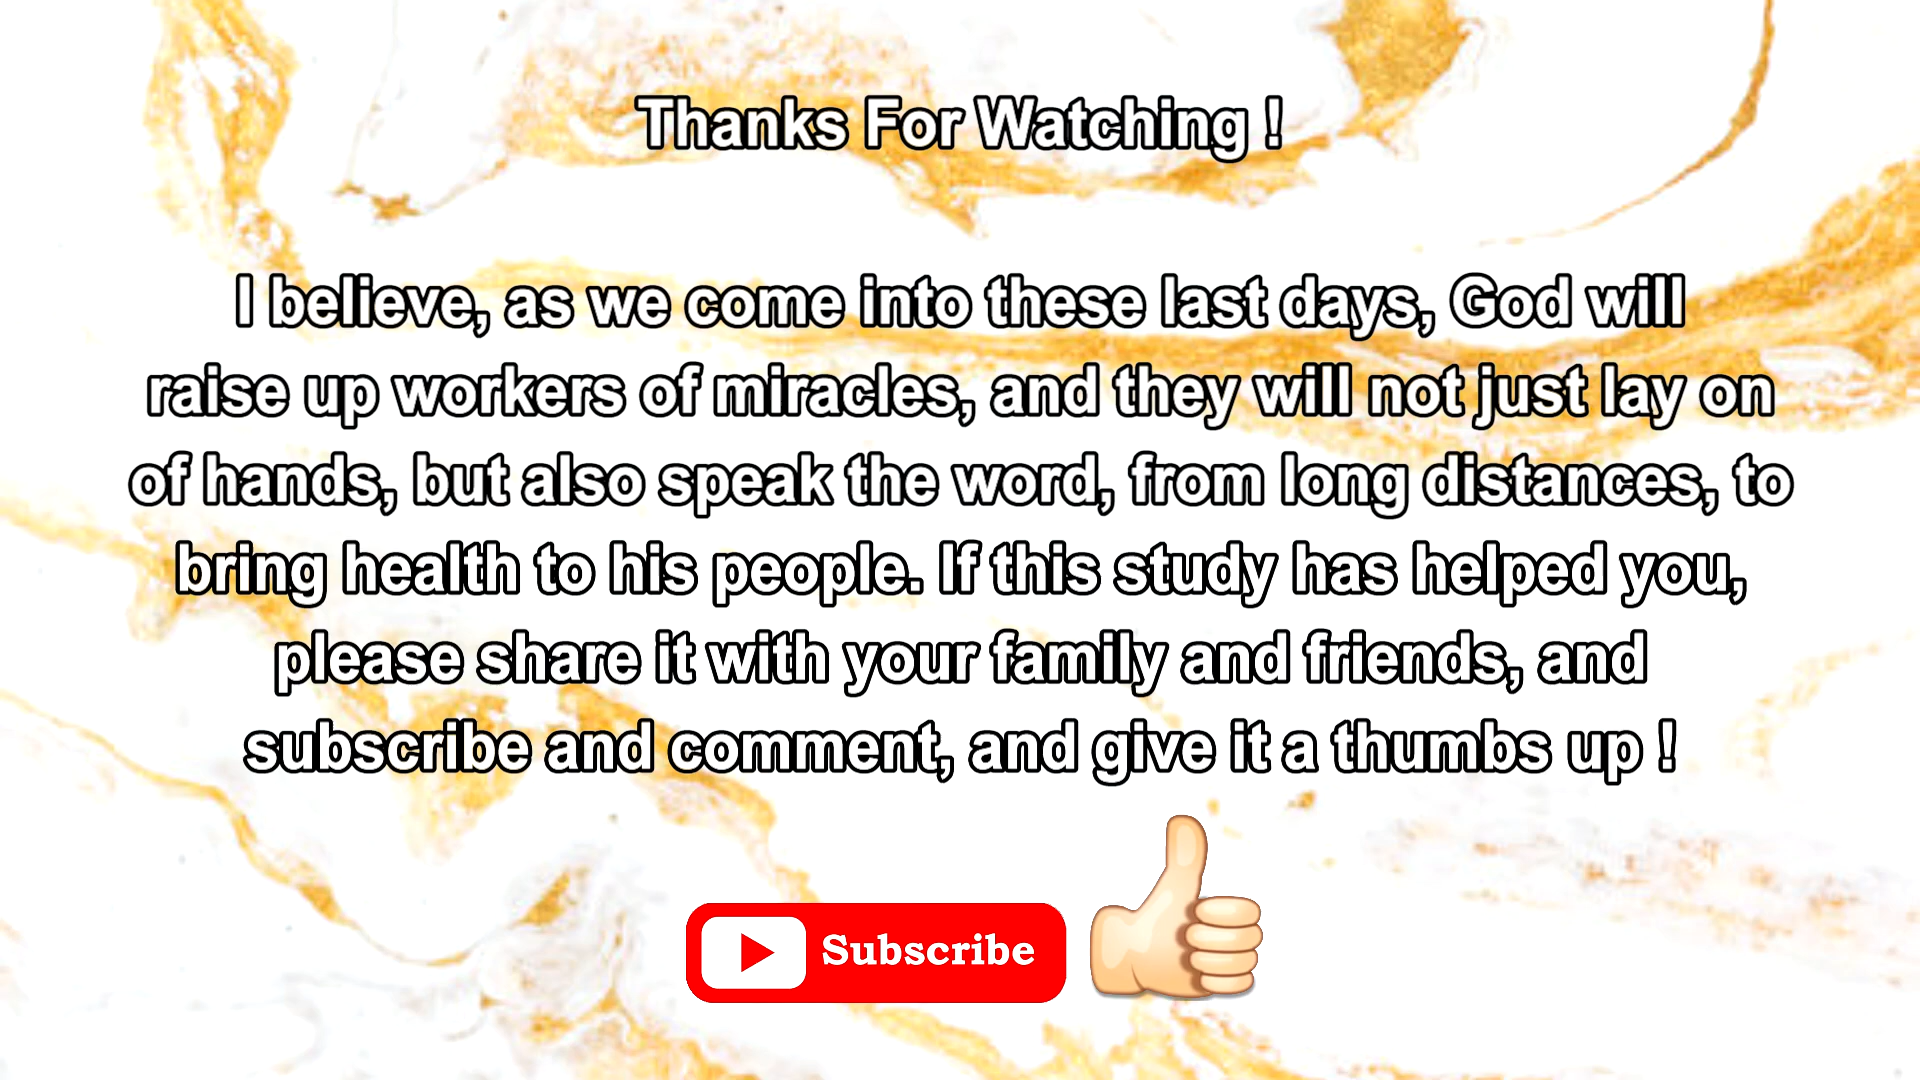 Thanks For Watching !
I believe, as we come into these last days, God will
raise up workers of miracles, and they will not just lay on
of hands, but also speak the word, from long distances, to
bring health to his people. If this study has helped you,
please share it with your family and friends, and
subscribe and comment, and give it a thumbs up !
Subscribe